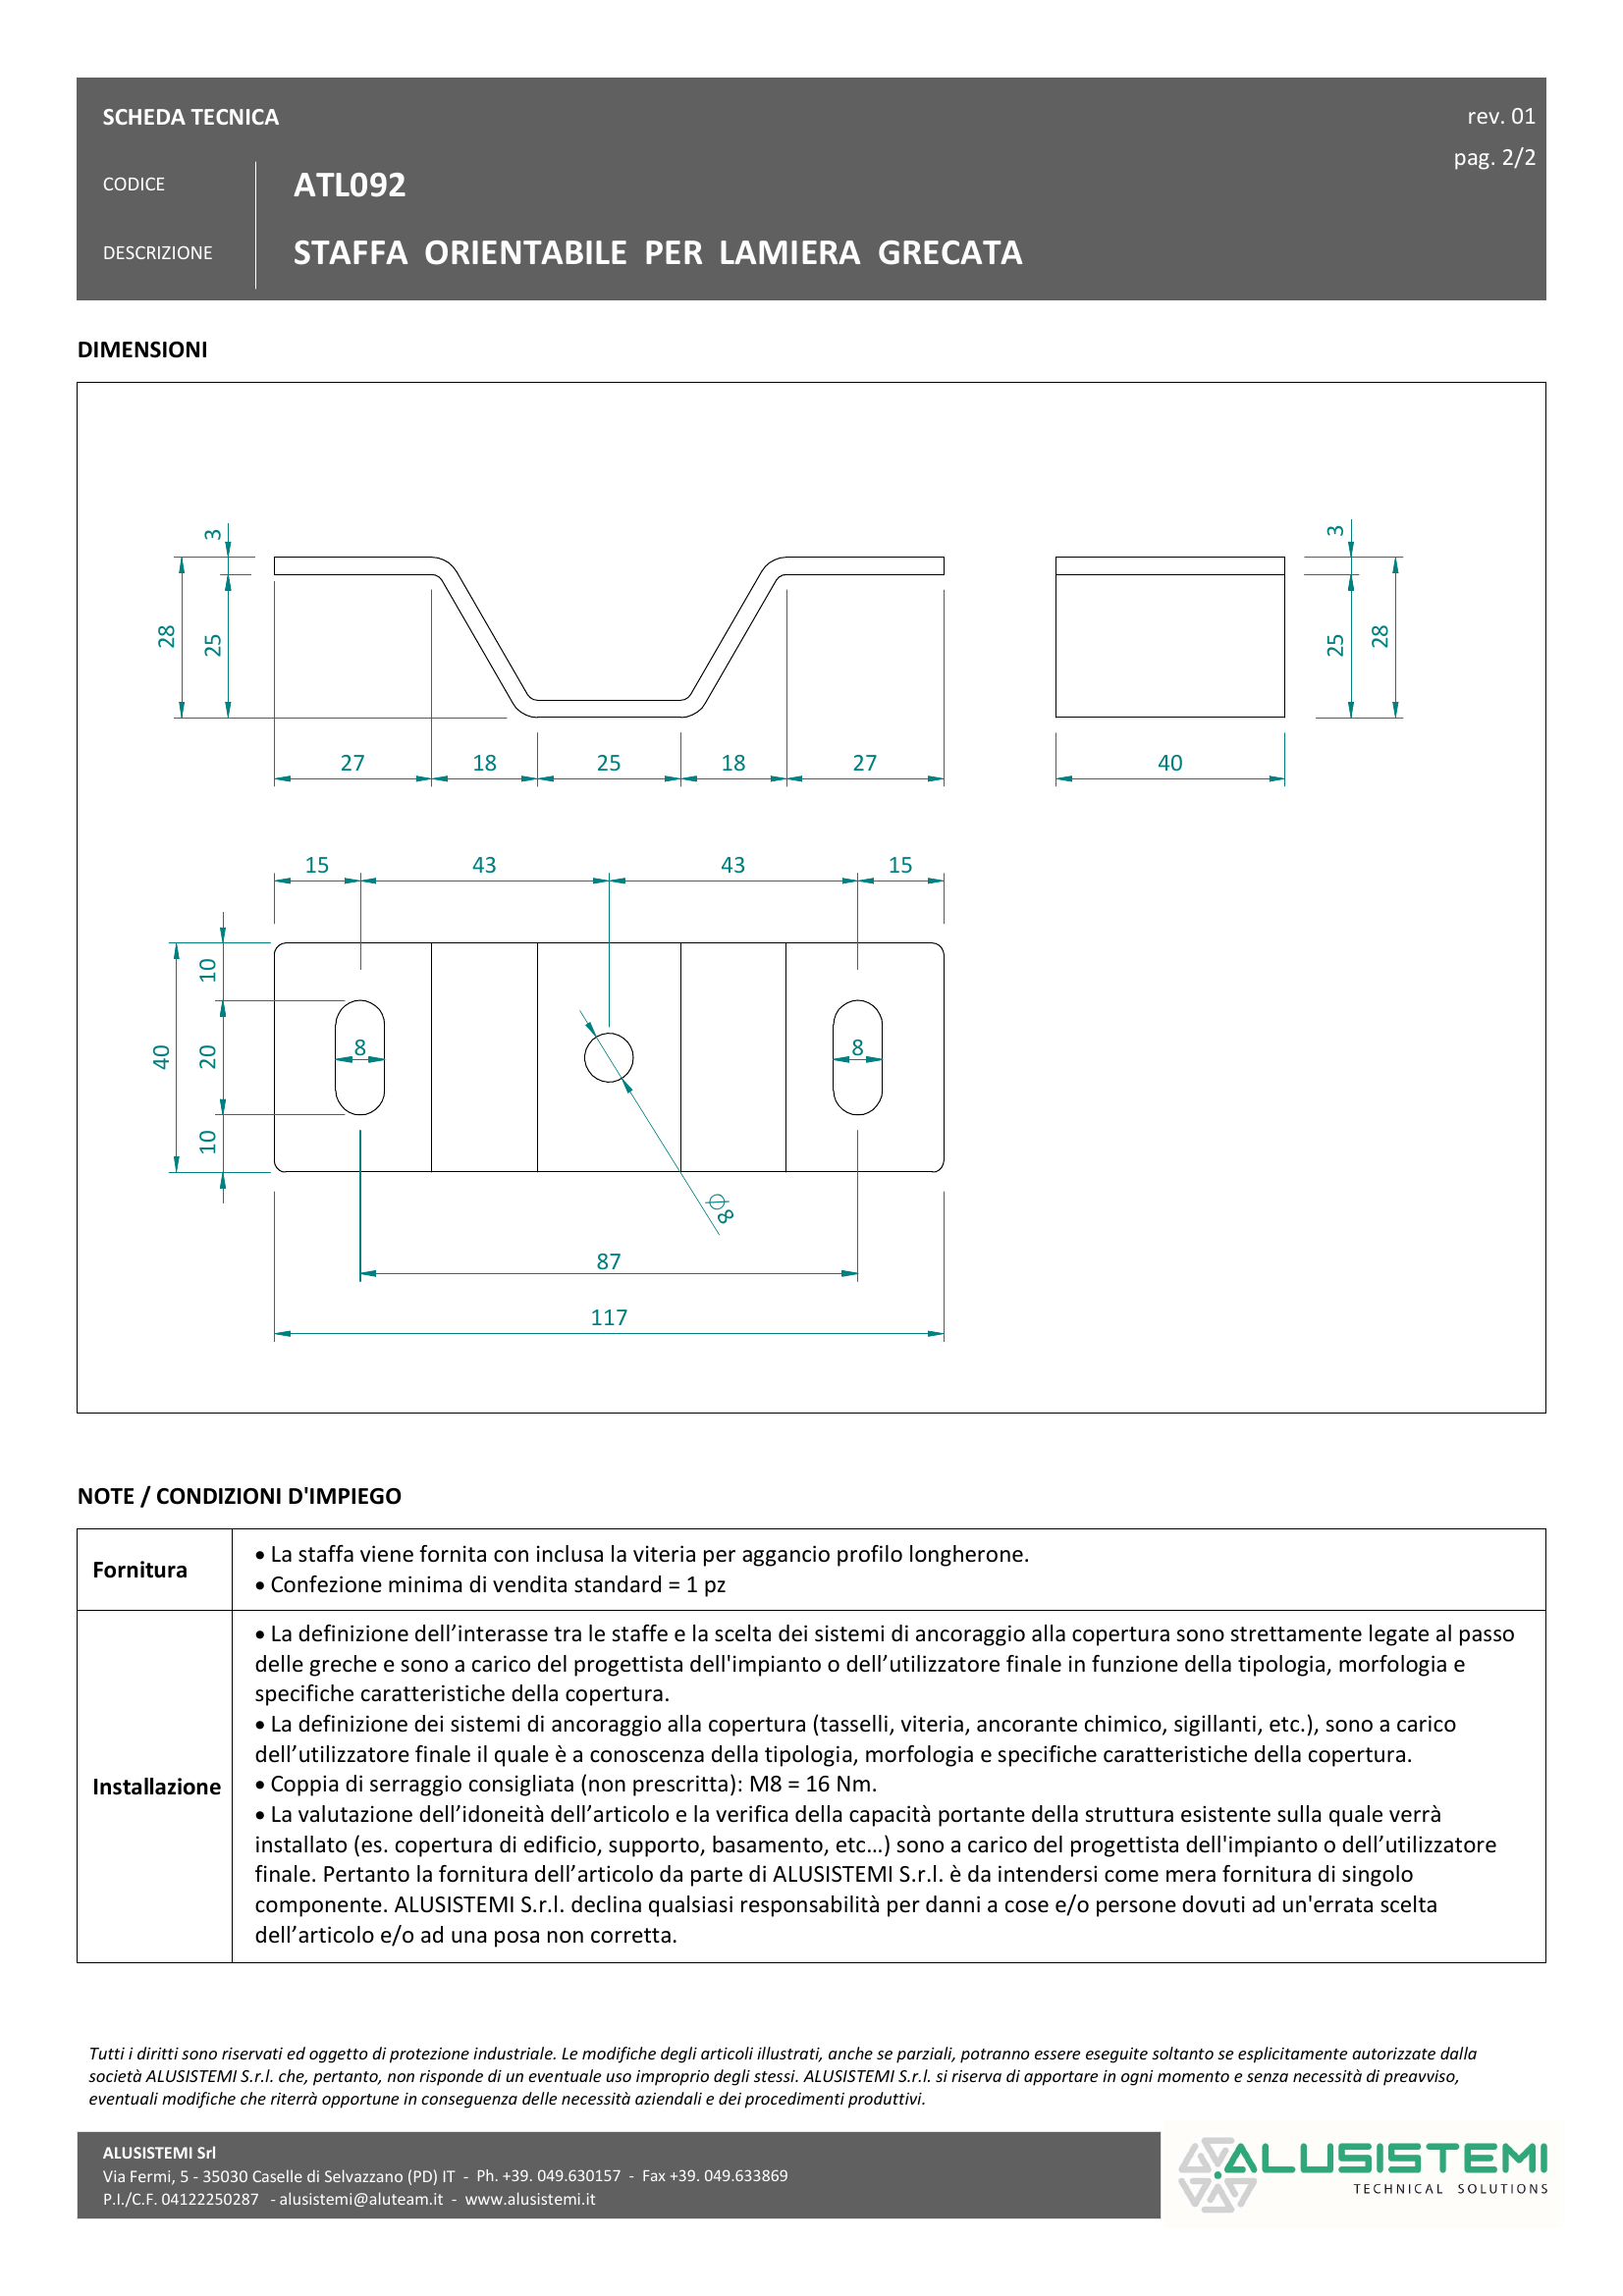 SCHEDA TECNICA
rev. 01
pag. 2/2
CODICE
ATL092
DESCRIZIONE
STAFFA ORIENTABILE PER LAMIERA GRECATA
DIMENSIONI
3
28
25
27
18
25
18
27
3
25
28
40
15
43
43
15
10
40
20
10
8
8
Ø8
87
117
NOTE / CONDIZIONI D'IMPIEGO
Fornitura
• La staffa viene fornita con inclusa la viteria per aggancio profilo longherone.
• Confezione minima di vendita standard = 1 pz
Installazione
• La definizione dell’interasse tra le staffe e la scelta dei sistemi di ancoraggio alla copertura sono strettamente legate al passo
delle greche e sono a carico del progettista dell'impianto o dell’utilizzatore finale in funzione della tipologia, morfologia e
specifiche caratteristiche della copertura.
• La definizione dei sistemi di ancoraggio alla copertura (tasselli, viteria, ancorante chimico, sigillanti, etc.), sono a carico
dell’utilizzatore finale il quale è a conoscenza della tipologia, morfologia e specifiche caratteristiche della copertura.
• Coppia di serraggio consigliata (non prescritta): M8 = 16 Nm.
• La valutazione dell’idoneità dell’articolo e la verifica della capacità portante della struttura esistente sulla quale verrà
installato (es. copertura di edificio, supporto, basamento, etc…) sono a carico del progettista dell'impianto o dell’utilizzatore
finale. Pertanto la fornitura dell’articolo da parte di ALUSISTEMI S.r.l. è da intendersi come mera fornitura di singolo
componente. ALUSISTEMI S.r.l. declina qualsiasi responsabilità per danni a cose e/o persone dovuti ad un'errata scelta
dell’articolo e/o ad una posa non corretta.
Tutti i diritti sono riservati ed oggetto di protezione industriale. Le modifiche degli articoli illustrati, anche se parziali, potranno essere eseguite soltanto se esplicitamente autorizzate dalla
società ALUSISTEMI S.r.l. che, pertanto, non risponde di un eventuale uso improprio degli stessi. ALUSISTEMI S.r.l. si riserva di apportare in ogni momento e senza necessità di preavviso,
eventuali modifiche che riterrà opportune in conseguenza delle necessità aziendali e dei procedimenti produttivi.
ALUSISTEMI Srl
Via Fermi, 5 - 35030 Caselle di Selvazzano (PD) IT - Ph. +39. 049.630157 - Fax +39. 049.633869
P.I./C.F. 04122250287 - alusistemi@aluteam.it - www.alusistemi.it
ALUSISTEMI
TECHNICAL SOLUTIONS